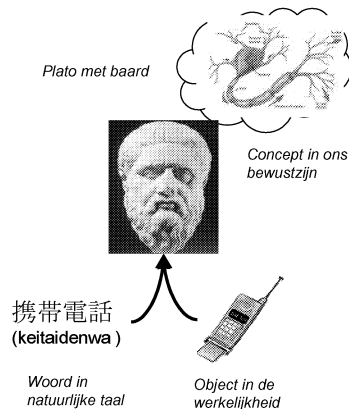 Plato met baard
Concept in ons
bewustzijn
携帯電話
(keitaidenwa )
Woord in
natuurlijke taal
Object in de
werkelijkheid